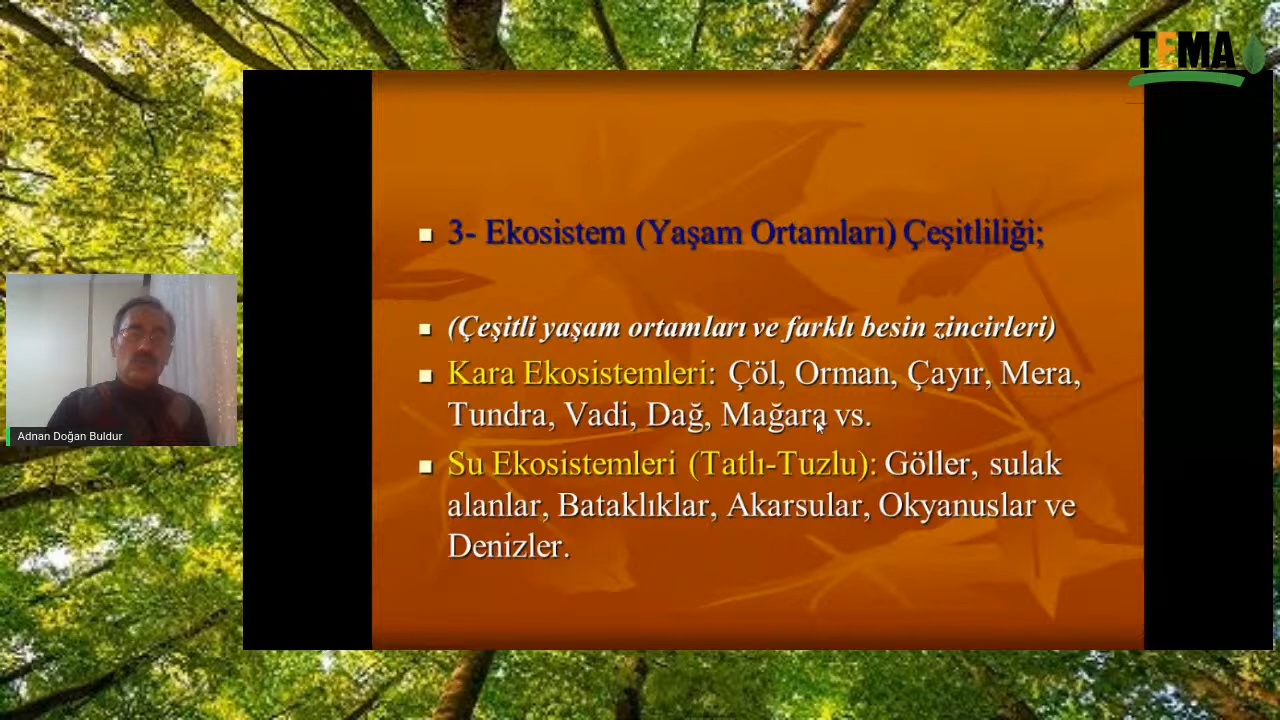 TEMA
3- Ekosistem (Yaşam Ortamları) Çeşitliliği;
(Çeşitli yaşam ortamları ve farklı besin zincirleri)
Kara Ekosistemleri: Çöl, Orman, Çayır, Mera,
Tundra, Vadi, Dağ, Mağara vs.
Su Ekosistemleri (Tatlı-Tuzlu): Göller, sulak
alanlar, Bataklıklar, Akarsular, Okyanuslar ve
Denizler.
Adnan Doğan Buldur